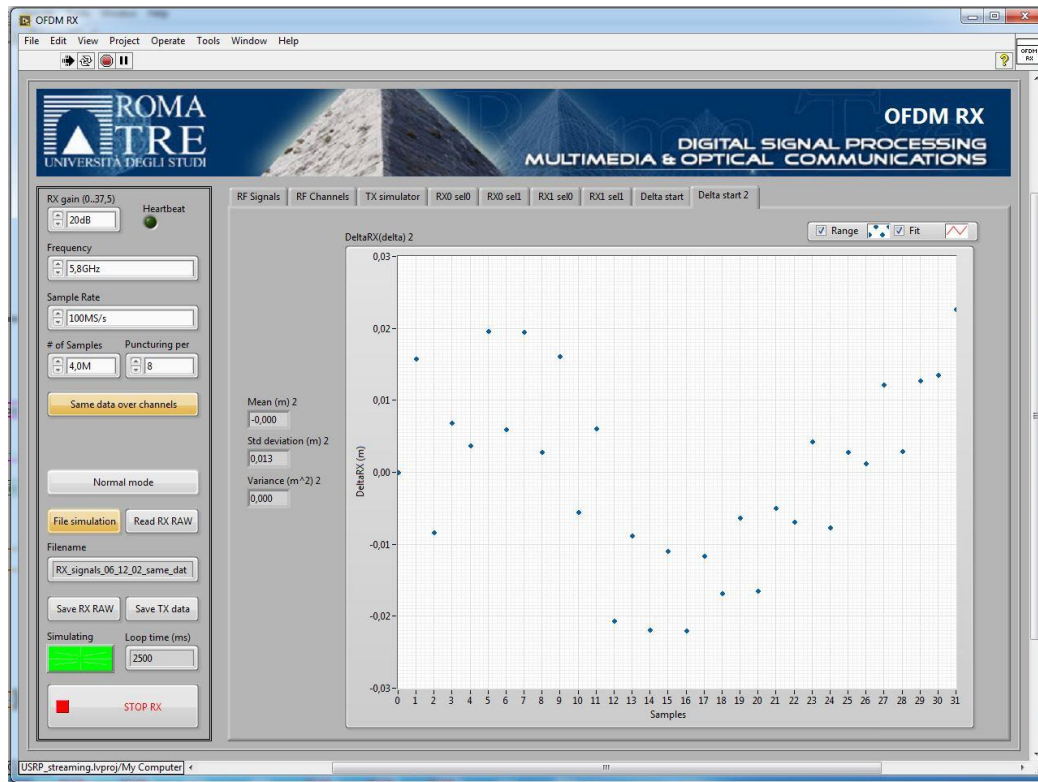 OFDM RX
File Edit View Project Operate Tools Window Help
OFDM
RX
ROMA
TRE
UNIVERSITÀ DEGLI STUDI
OFDM RX
DIGITAL SIGNAL PROCESSING
MULTIMEDIA & OPTICAL COMMUNICATIONS
RX gain (0..37,5)
Heartbeat
20dB
Frequency
5,8GHz
Sample Rate
100MS/s
# of Samples Puncturing per
4,0M 8
Same data over channels
Normal mode
File simulation Read RX RAW
Filename
RX_signals_06_12_02_same_dat
Save RX RAW Save TX data
Simulating Loop time (ms)
2500
STOP RX
RF Signals RF Channels TX simulator RX0 sel0 RX0 sel1 RX1 sel0 RX1 sel1 Delta start Delta start 2
DeltaRX(delta) 2
Range Fit
Mean (m) 2
-0,000
Std deviation (m) 2
0,013
Variance (m^2) 2
0,000
DeltaRX (m)
0,03
0,02
0,01
0,00
-0,01
-0,02
-0,03
0 1 2 3 4 5 6 7 8 9 10 11 12 13 14 15 16 17 18 19 20 21 22 23 24 25 26 27 28 29 30 31
Samples
USRP_streaming.lvproj/My Computer